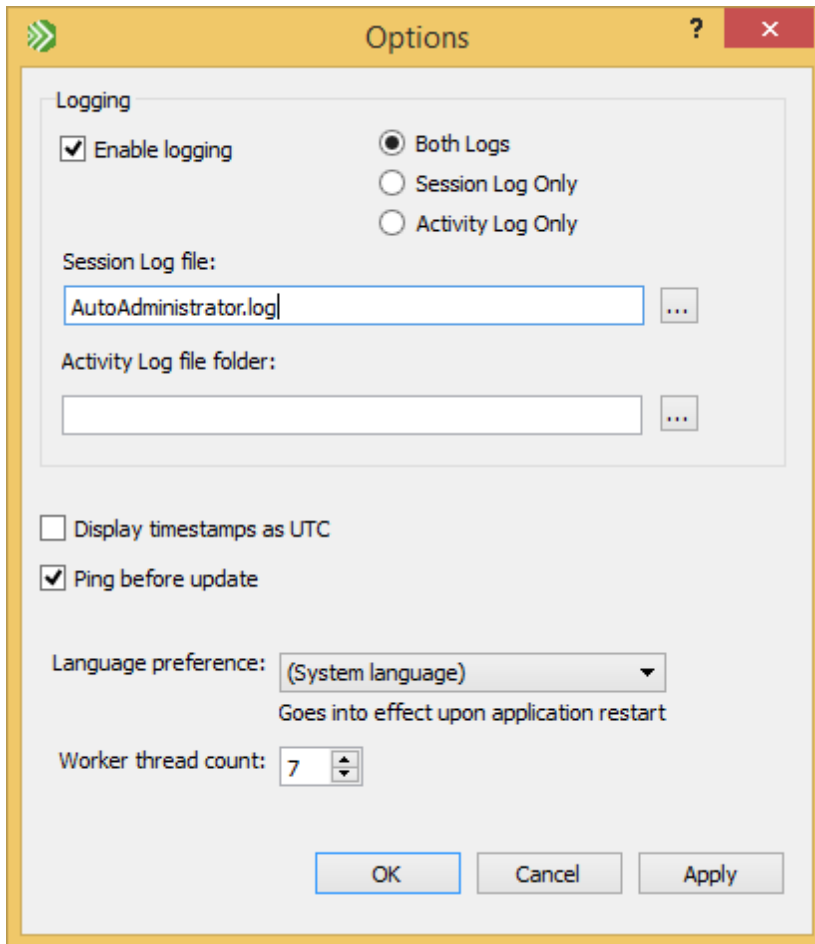 Options
?
Logging
Enable logging
Both Logs
Session Log Only
Activity Log Only
Session Log file:
AutoAdministrator.log
...
Activity Log file folder:
...
Display timestamps as UTC
Ping before update
Language preference: (System language)
Goes into effect upon application restart
Worker thread count: 7
OK Cancel Apply